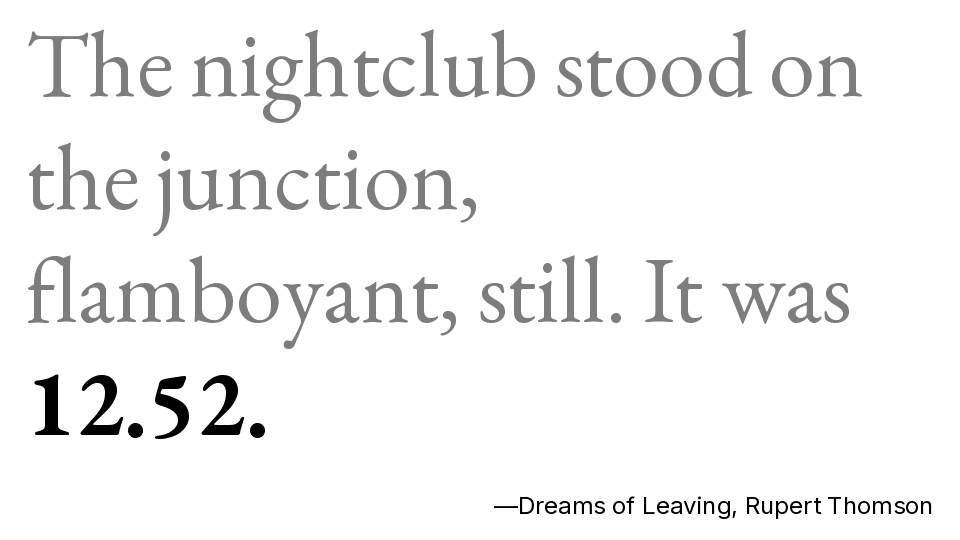 The nightclub stood on
the junction,
flamboyant, still. It was
12.52.
—Dreams of Leaving, Rupert Thomson